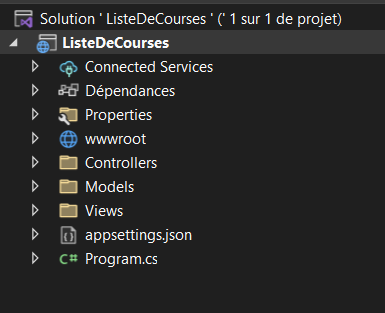 Solution ' ListeDeCourses ' (' 1 sur 1 de projet)
ListeDeCourses
Connected Services
Dépendances
Properties
wwwroot
Controllers
Models
Views
appsettings.json
C# Program.cs